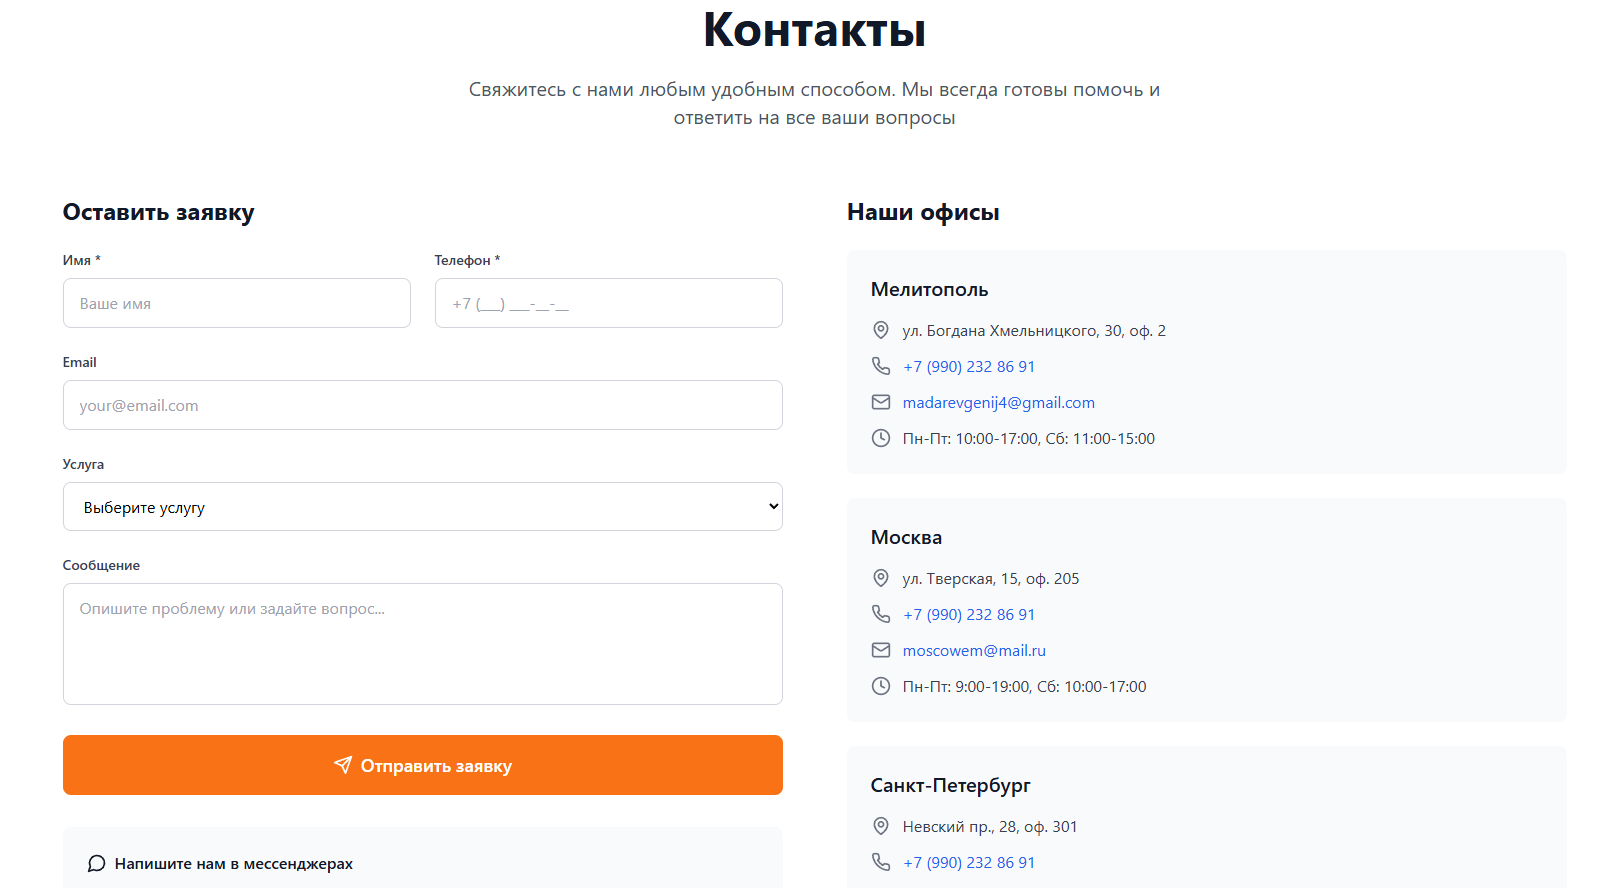 Контакты
Свяжитесь с нами любым удобным способом. Мы всегда готовы помочь и
ответить на все ваши вопросы
Оставить заявку
Имя *
Телефон *
Ваше имя
+7 (__) ___-__-__
Email
your@email.com
Услуга
Выберите услугу
Сообщение
Опишите проблему или задайте вопрос...
Отправить заявку
Напишите нам в мессенджерах
Наши офисы
Мелитополь
ул. Богдана Хмельницкого, 30, оф. 2
+7 (990) 232 86 91
madarevgenij4@gmail.com
Пн-Пт: 10:00-17:00, Сб: 11:00-15:00
Москва
ул. Тверская, 15, оф. 205
+7 (990) 232 86 91
moscowem@mail.ru
Пн-Пт: 9:00-19:00, Сб: 10:00-17:00
Санкт-Петербург
Невский пр., 28, оф. 301
+7 (990) 232 86 91